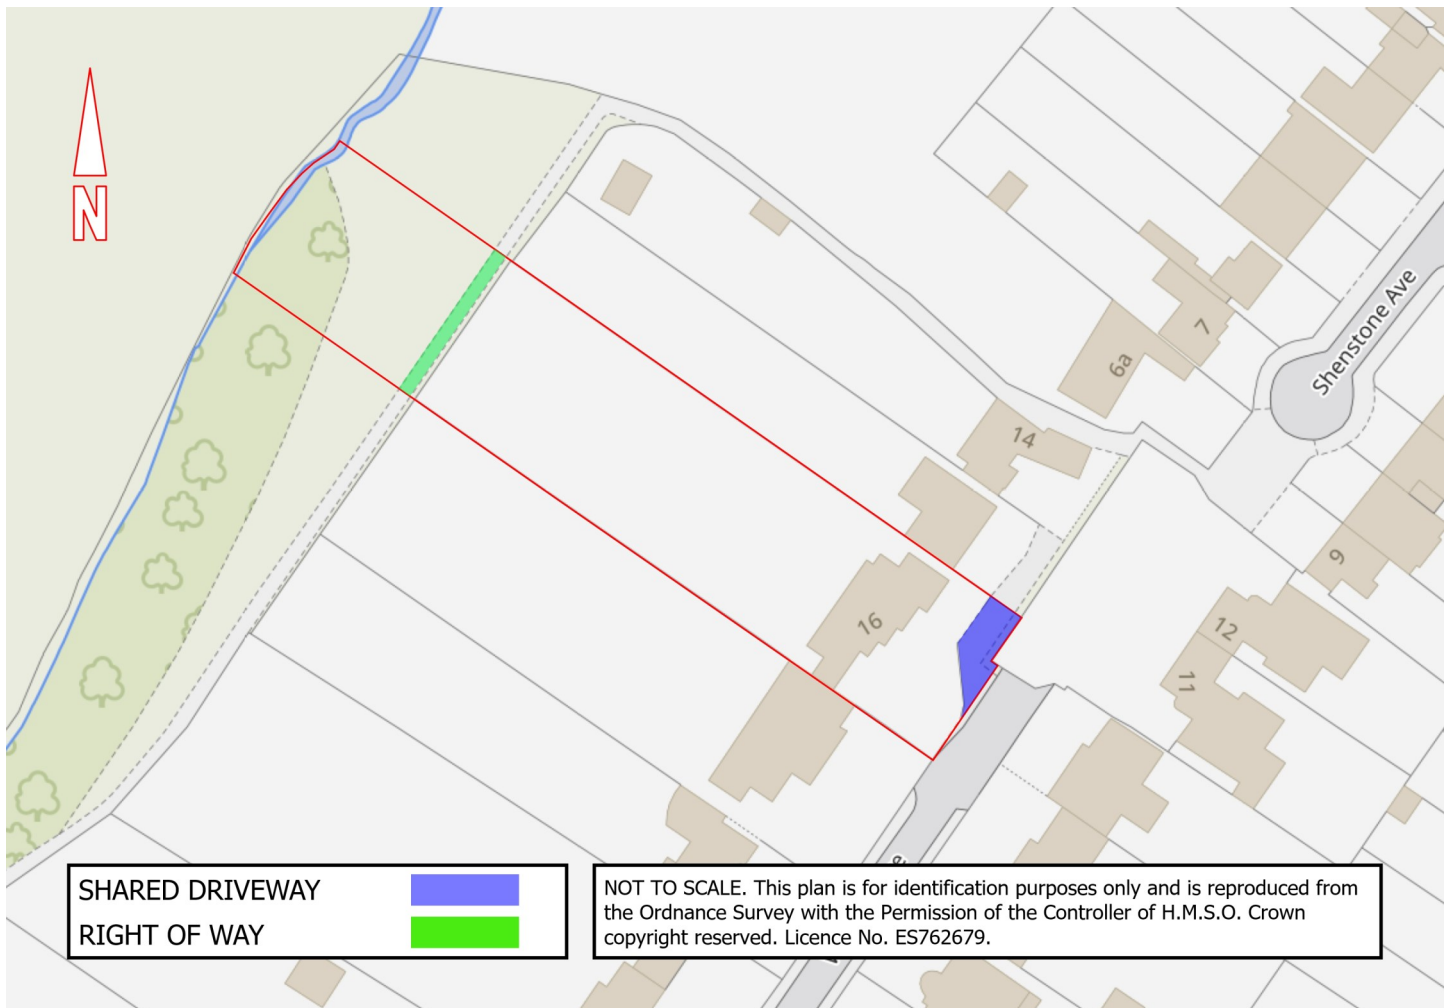 N
7
6a
Shenstone Ave
14
16
9
12
11
SHARED DRIVEWAY
RIGHT OF WAY
NOT TO SCALE. This plan is for identification purposes only and is reproduced from
the Ordnance Survey with the Permission of the Controller of H.M.S.O. Crown
copyright reserved. Licence No. ES762679.